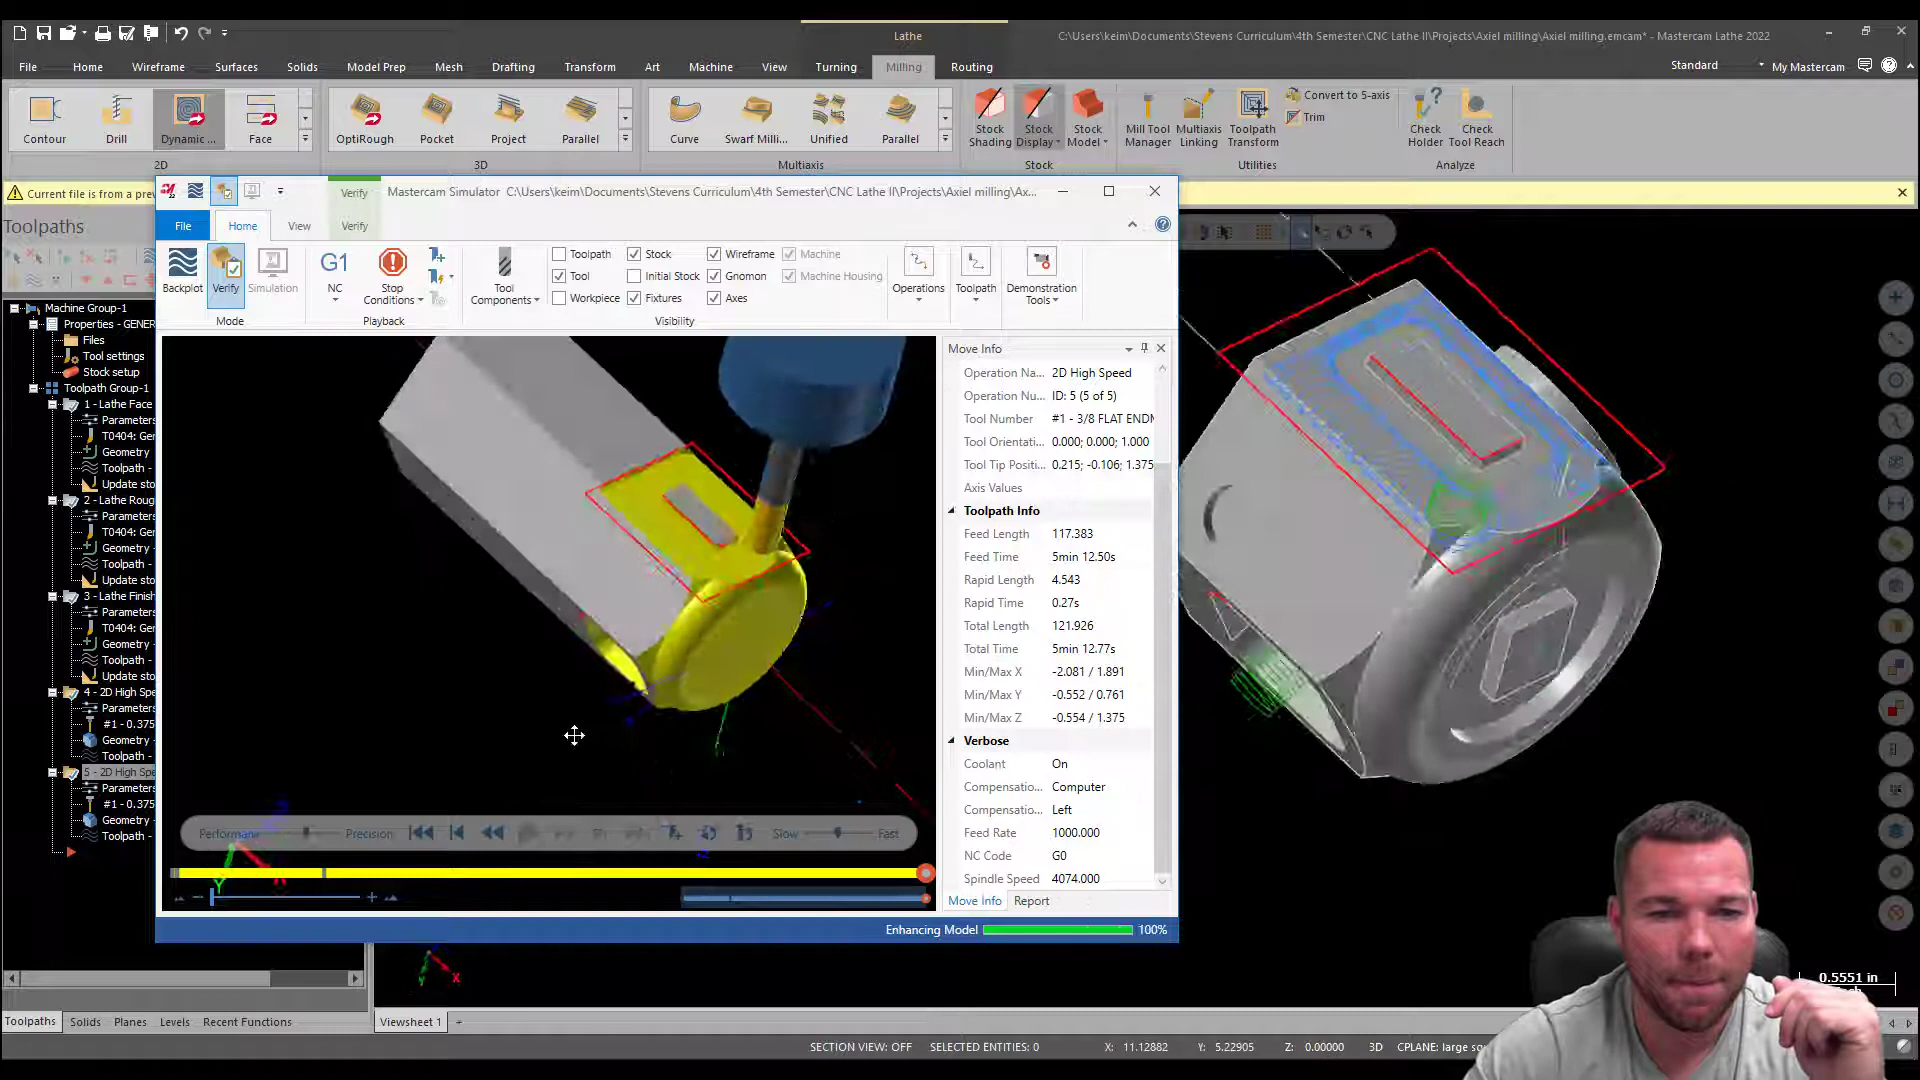 Lathe
C:\Users\keim\Documents\Stevens Curriculum\4th Semester\CNC Lathe II\Projects\Axiel milling\Axiel milling.emcam* - Mastercam Lathe 2022
File Home Wireframe Surfaces Solids Model Prep Mesh Drafting Transform Art Machine View Turning Milling Routing
Standard My Mastercam
Contour Drill Dynamic ... Face OptiRough Pocket Project Parallel Curve Swarf Milli... Unified Parallel
Stock Shading Stock Display Stock Model Mill Tool Manager Multiaxis Linking Toolpath Transform Convert to 5-axis Trim Check Holder Check Tool Reach
2D 3D Multiaxis Stock Utilities Analyze
Current file is from a prev
Toolpaths
Machine Group-1
Properties - GENER
Files
Tool settings
Stock setup
Toolpath Group-1
1 - Lathe Face
Parameters
T0404: Ger
Geometry -
Toolpath -
Update sto
2 - Lathe Roug
Parameters
T0404: Ger
Geometry -
Toolpath -
Update sto
3 - Lathe Finish
Parameters
T0404: Ger
Geometry -
Toolpath -
Update sto
4 - 2D High Spe
Parameters
#1 - 0.375
Geometry -
Toolpath -
5 - 2D High Spe
Parameters
#1 - 0.375
Geometry -
Toolpath -
Verify
Mastercam Simulator C:\Users\keim\Documents\Stevens Curriculum\4th Semester\CNC Lathe II\Projects\Axiel milling\Ax...
File Home View Verify
Backplot Verify Simulation
Mode
G1
NC
Stop Conditions
Playback
Tool Components
Toolpath Stock Wireframe Machine
Tool Initial Stock Gnomon Machine Housing
Workpiece Fixtures Axes
Visibility
Operations
Toolpath
Demonstration Tools
Move Info
Operation Na... 2D High Speed
Operation Nu... ID: 5 (5 of 5)
Tool Number #1 - 3/8 FLAT ENDM
Tool Orientati... 0.000; 0.000; 1.000
Tool Tip Positi... 0.215; -0.106; 1.375
Axis Values
Toolpath Info
Feed Length 117.383
Feed Time 5min 12.50s
Rapid Length 4.543
Rapid Time 0.27s
Total Length 121.926
Total Time 5min 12.77s
Min/Max X -2.081 / 1.891
Min/Max Y -0.552 / 0.761
Min/Max Z -0.554 / 1.375
Verbose
Coolant On
Compensatio... Computer
Compensatio... Left
Feed Rate 1000.000
NC Code G0
Spindle Speed 4074.000
Move Info Report
Performan Precision Slow Fast
Y
Enhancing Model 100%
X
0.5551 in
Toolpaths Solids Planes Levels Recent Functions
Viewsheet 1 +
SECTION VIEW: OFF SELECTED ENTITIES: 0 X: 11.12882 Y: 5.22905 Z: 0.00000 3D CPLANE: large squ